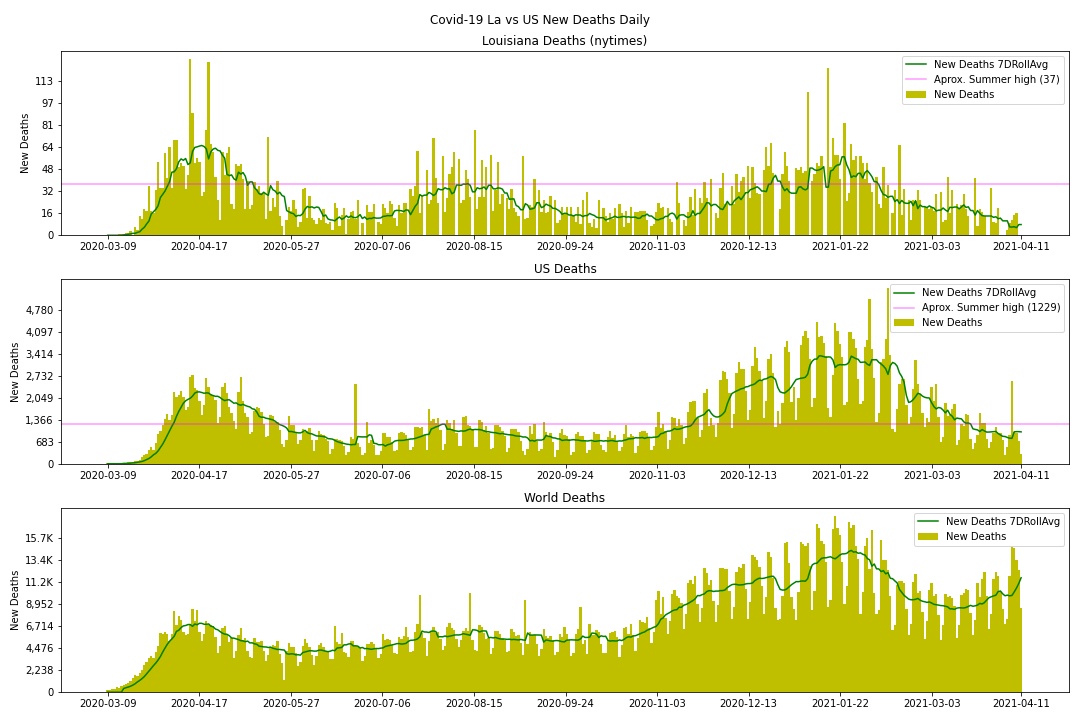 Covid-19 La vs US New Deaths Daily
Louisiana Deaths (nytimes)
New Deaths
113
97
81
64
48
32
16
0
New Deaths 7DRollAvg
Aprox. Summer high (37)
New Deaths
2020-03-09 2020-04-17 2020-05-27 2020-07-06 2020-08-15 2020-09-24 2020-11-03 2020-12-13 2021-01-22 2021-03-03 2021-04-11
US Deaths
New Deaths
4,780
4,097
3,414
2,732
2,049
1,366
683
0
New Deaths 7DRollAvg
Aprox. Summer high (1229)
New Deaths
2020-03-09 2020-04-17 2020-05-27 2020-07-06 2020-08-15 2020-09-24 2020-11-03 2020-12-13 2021-01-22 2021-03-03 2021-04-11
World Deaths
New Deaths
15.7K
13.4K
11.2K
8,952
6,714
4,476
2,238
0
New Deaths 7DRollAvg
New Deaths
2020-03-09 2020-04-17 2020-05-27 2020-07-06 2020-08-15 2020-09-24 2020-11-03 2020-12-13 2021-01-22 2021-03-03 2021-04-11